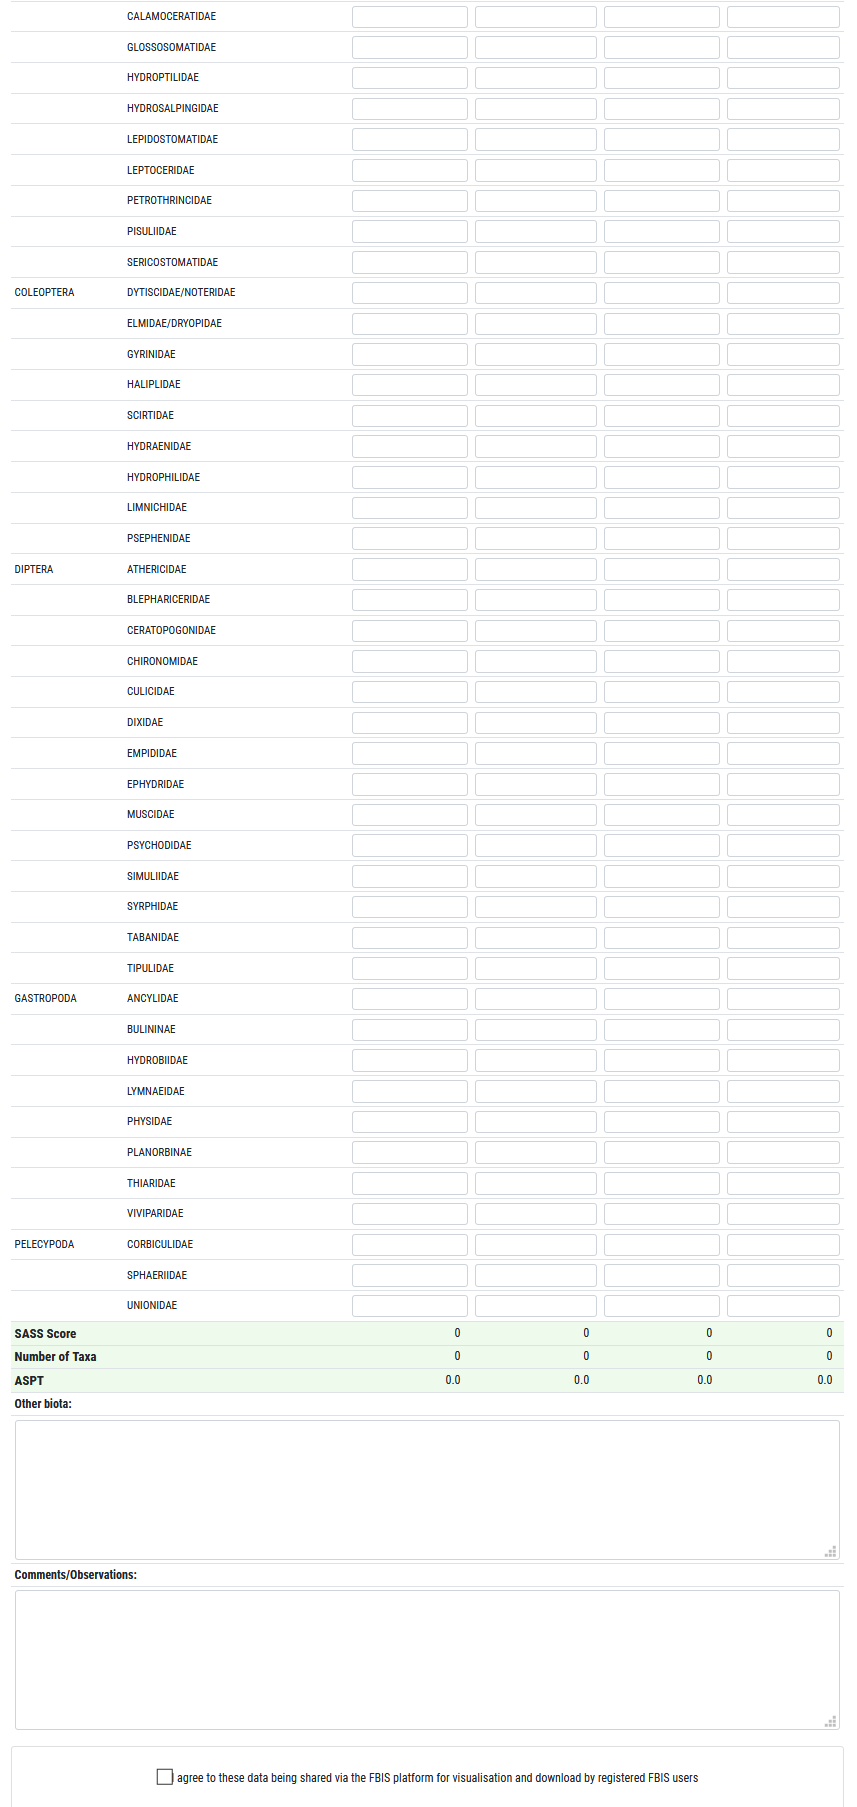 CALAMOCERATIDAE
GLOSSOSOMATIDAE
HYDROPTILIDAE
HYDROSALPINGIDAE
LEPIDOSTOMATIDAE
LEPTOCERIDAE
PETROTHRINCIDAE
PISULIIDAE
SERICOSTOMATIDAE
COLEOPTERA DYTISCIDAE/NOTERIDAE
ELMIDAE/DRYOPIDAE
GYRINIDAE
HALIPLIDAE
SCIRTIDAE
HYDRAENIDAE
HYDROPHILIDAE
LIMNICHIDAE
PSEPHENIDAE
DIPTERA ATHERICIDAE
BLEPHARICERIDAE
CERATOPOGONIDAE
CHIRONOMIDAE
CULICIDAE
DIXIDAE
EMPIDIDAE
EPHYDRIDAE
MUSCIDAE
PSYCHODIDAE
SIMULIIDAE
SYRPHIDAE
TABANIDAE
TIPULIDAE
GASTROPODA ANCYLIDAE
BULININAE
HYDROBIIDAE
LYMNAEIDAE
PHYSIDAE
PLANORBINAE
THIARIDAE
VIVIPARIDAE
PELECYPODA CORBICULIDAE
SPHAERIIDAE
UNIONIDAE
SASS Score 0 0 0 0
Number of Taxa 0 0 0 0
ASPT 0.0 0.0 0.0 0.0
Other biota:
Comments/Observations:
I agree to these data being shared via the FBIS platform for visualisation and download by registered FBIS users